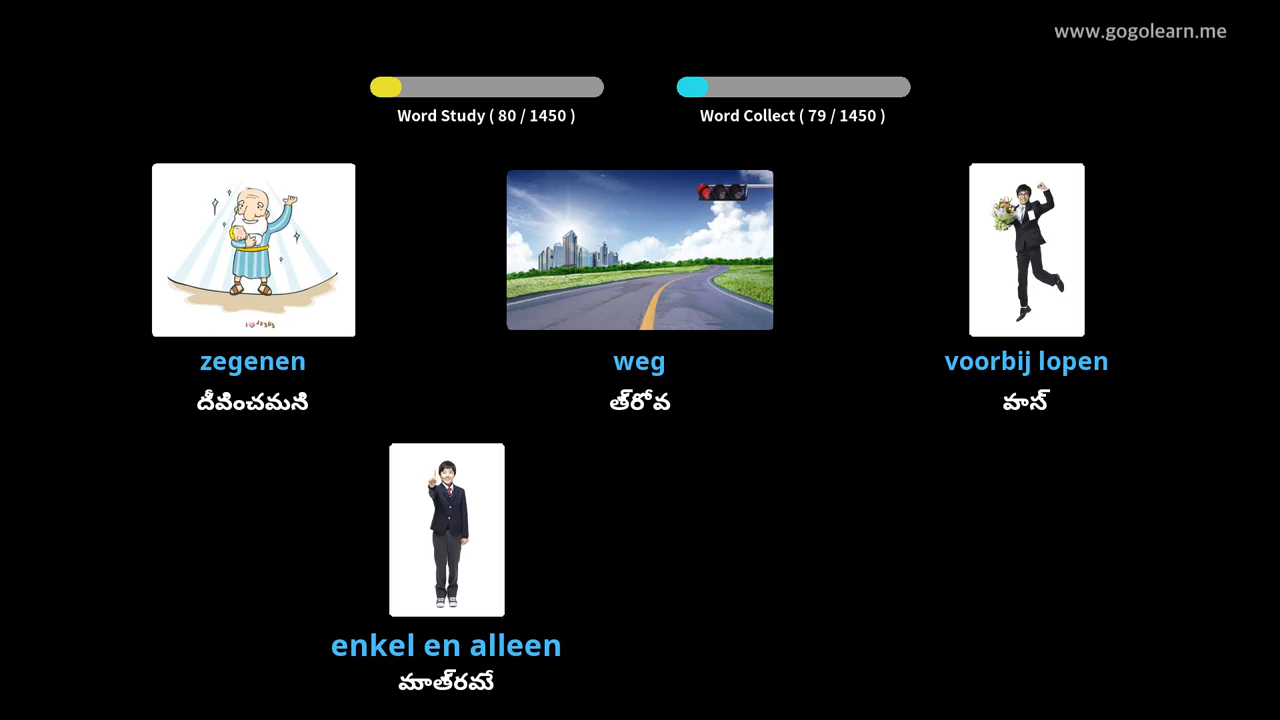 www.gogolearn.me
Word Study ( 80 / 1450 )
Word Collect ( 79 / 1450 )
zegenen
weg
voorbij lopen
దీవించమని
త్రోవ
హస్
enkel en alleen
మాత్రమే